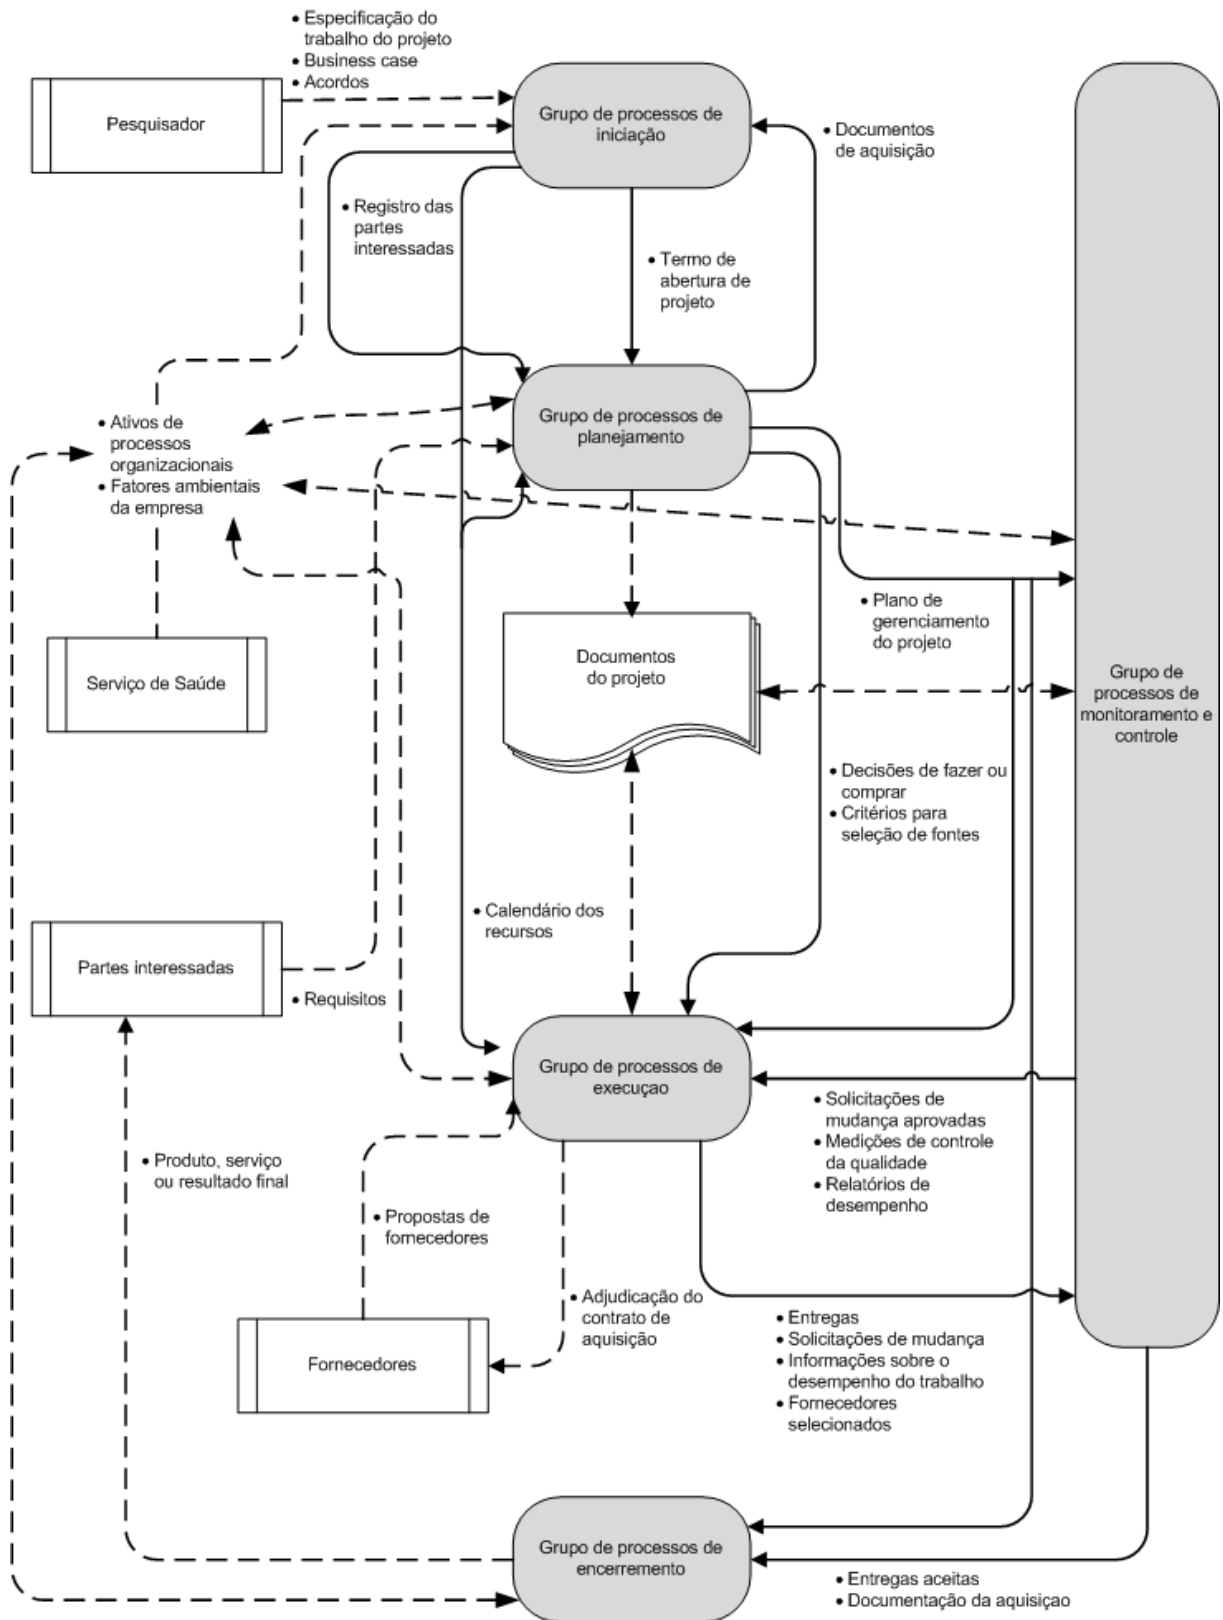 • Especificação do
trabalho do projeto
• Business case
• Acordos
Pesquisador
Grupo de processos de
iniciação
• Documentos
de aquisição
• Registro das
partes
interessadas
• Termo de
abertura de
projeto
Grupo de processos de
planejamento
• Ativos de
processos
organizacionais
• Fatores ambientais
da empresa
• Plano de
gerenciamento
do projeto
Documentos
do projeto
Serviço de Saúde
Grupo de
processos de
monitoramento e
controle
• Decisões de fazer ou
comprar
• Critérios para
seleção de fontes
• Calendário dos
recursos
Partes interessadas
• Requisitos
Grupo de processos de
execuçao
• Solicitações de
mudança aprovadas
• Medições de controle
da qualidade
• Relatórios de
desempenho
• Produto, serviço
ou resultado final
• Propostas de
fornecedores
• Adjudicação do
contrato de
aquisição
Fornecedores
• Entregas
• Solicitações de mudança
• Informações sobre o
desempenho do trabalho
• Fornecedores
selecionados
Grupo de processos de
encerremento
• Entregas aceitas
• Documentação da aquisiçao